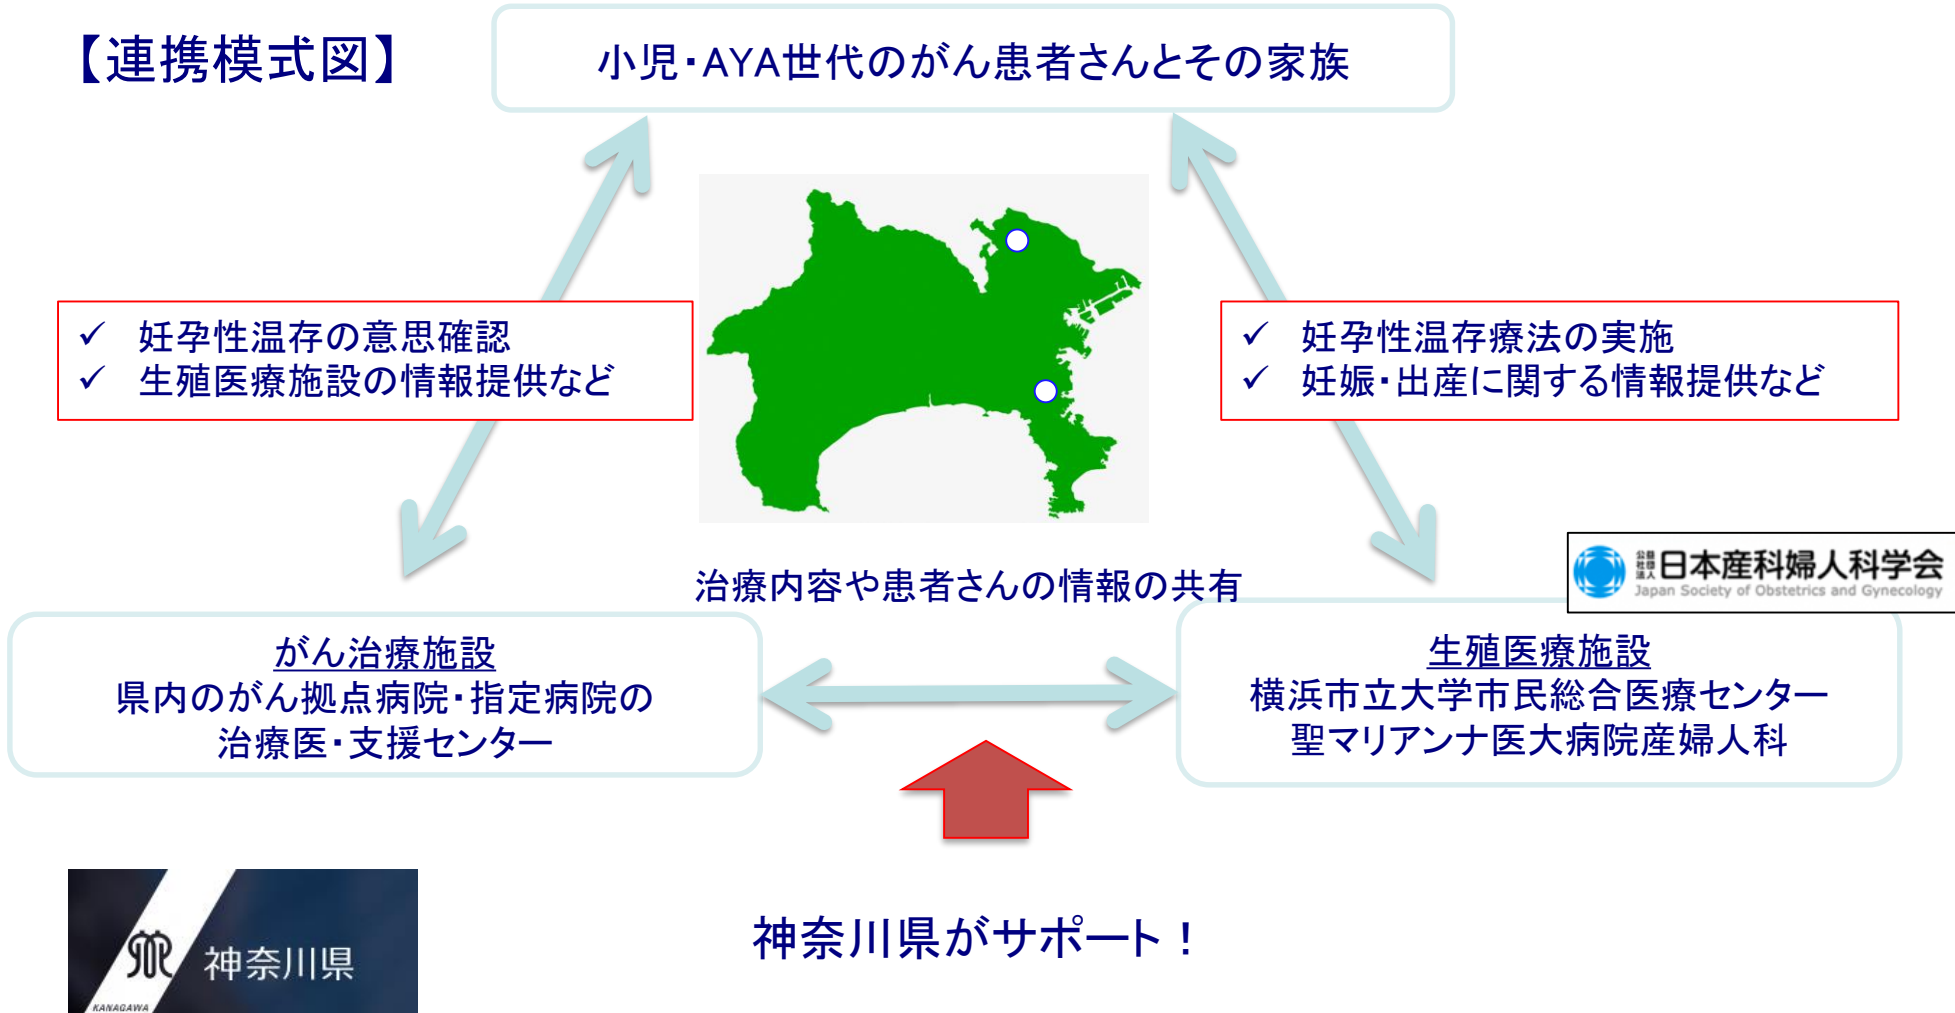 【連携模式図】
小児・AYA世代のがん患者さんとその家族
✓ 妊孕性温存の意思確認
✓ 生殖医療施設の情報提供など
✓ 妊孕性温存療法の実施
✓ 妊娠・出産に関する情報提供など
治療内容や患者さんの情報の共有
公益社団法人 日本産科婦人科学会
Japan Society of Obstetrics and Gynecology
がん治療施設
県内のがん拠点病院・指定病院の
治療医・支援センター
生殖医療施設
横浜市立大学市民総合医療センター
聖マリアンナ医大病院産婦人科
神奈川県がサポート！
神奈川県
KANAGAWA